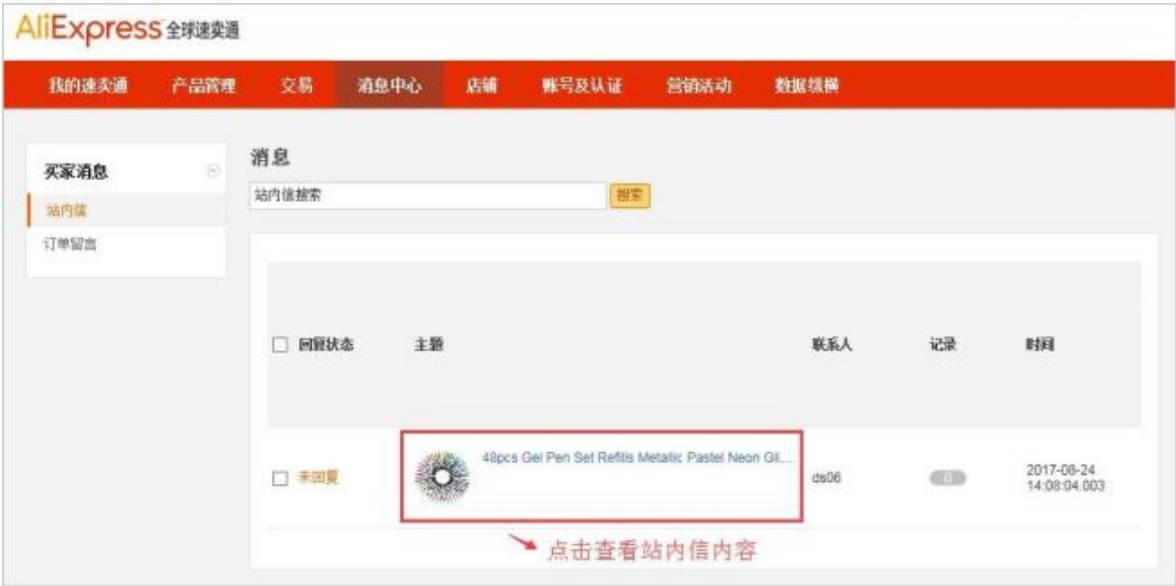 AliExpress 全球速卖通
我的速卖通 产品管理 交易 消息中心 店铺 账号及认证 营销活动 数据纵横
买家消息
站内信
订单留言
消息
站内信搜索 搜索
回复状态 主题 联系人 记录 时间
未回复 48pcs Gel Pen Set Refills Metallic Pastel Neon Gli.... ds06 0 2017-08-24
14:08:04.003
点击查看站内信内容